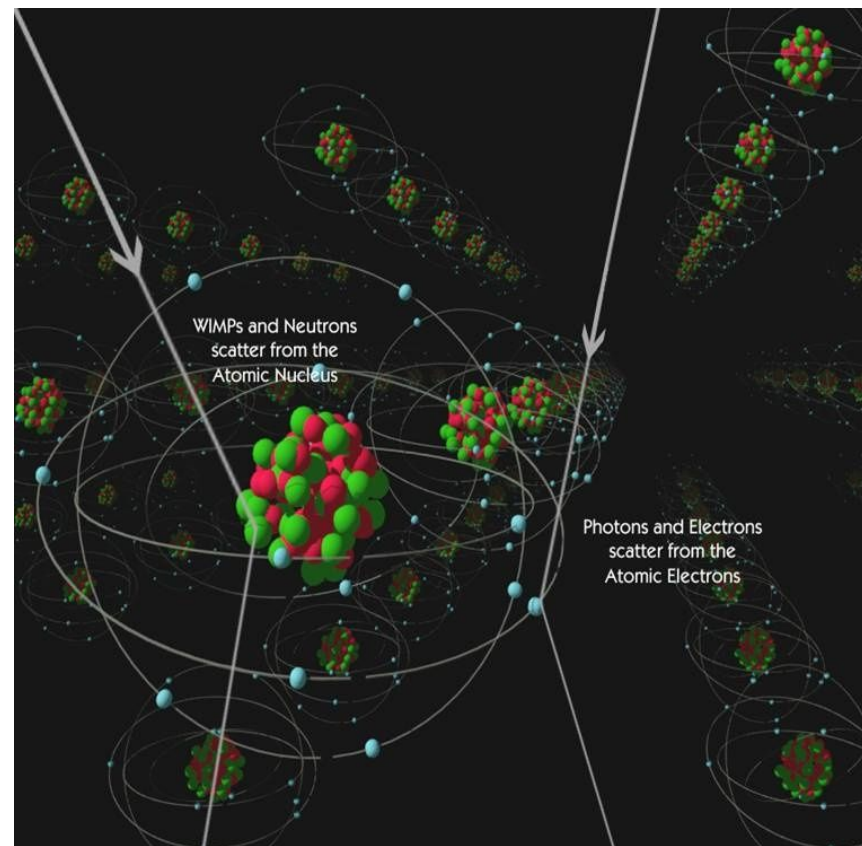 WIMPs and Neutrons
scatter from the
Atomic Nucleus
Photons and Electrons
scatter from the
Atomic Electrons